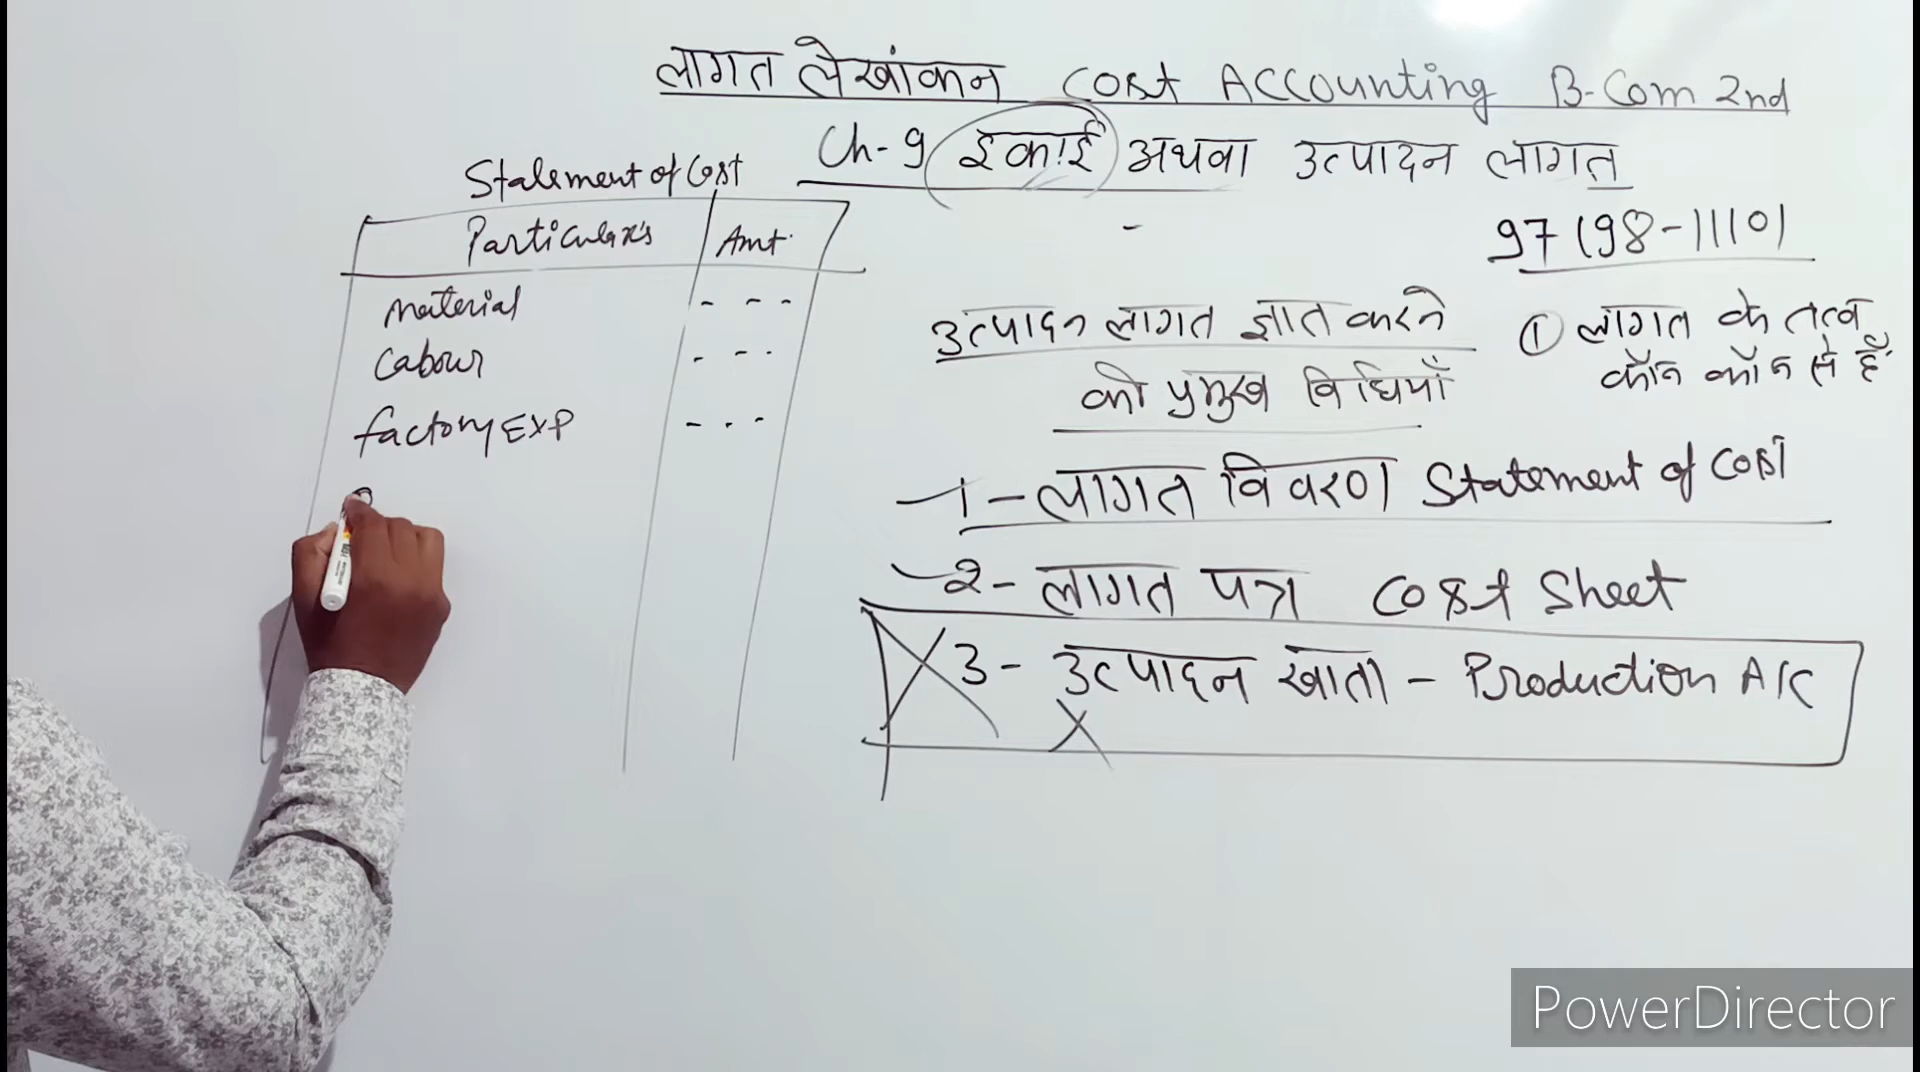 लागत लेखांकन Cost Accounting B-Com 2nd
Ch-9 इकाई अथवा उत्पादन लागत
Statement of Cost
Particular's Amt.
Material - - -
Labour - - -
factory EXP - - -
97198-11101
उत्पादन लागत ज्ञात करने
की प्रमुख विधियाँ
① लागत के तत्व
कौन कौन से हैं
1- लागत विवरण Statement of Cost
2- लागत पत्र Cost Sheet
3- उत्पादन खाता - Production A/C
PowerDirector